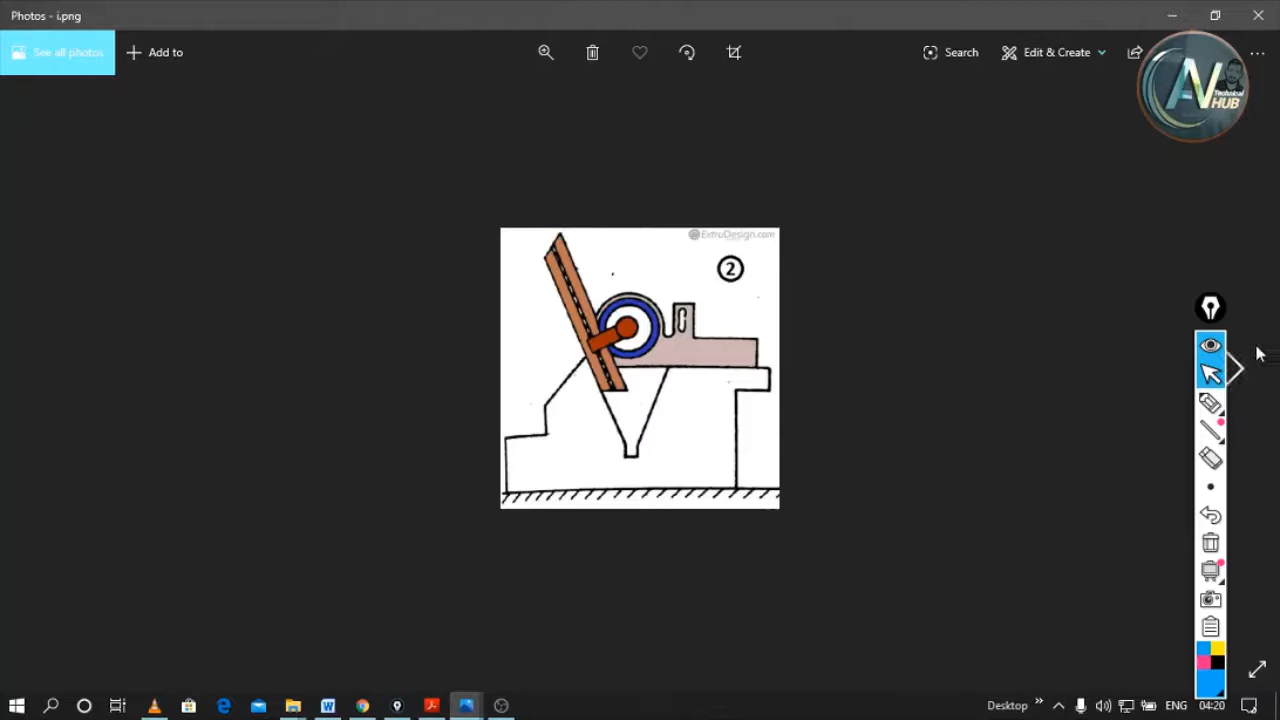 Photos - i.png
See all photos
Add to
Search
Edit & Create
AV
Technical
HUB
ExtruDesign.com
2
Desktop
ENG
04:20